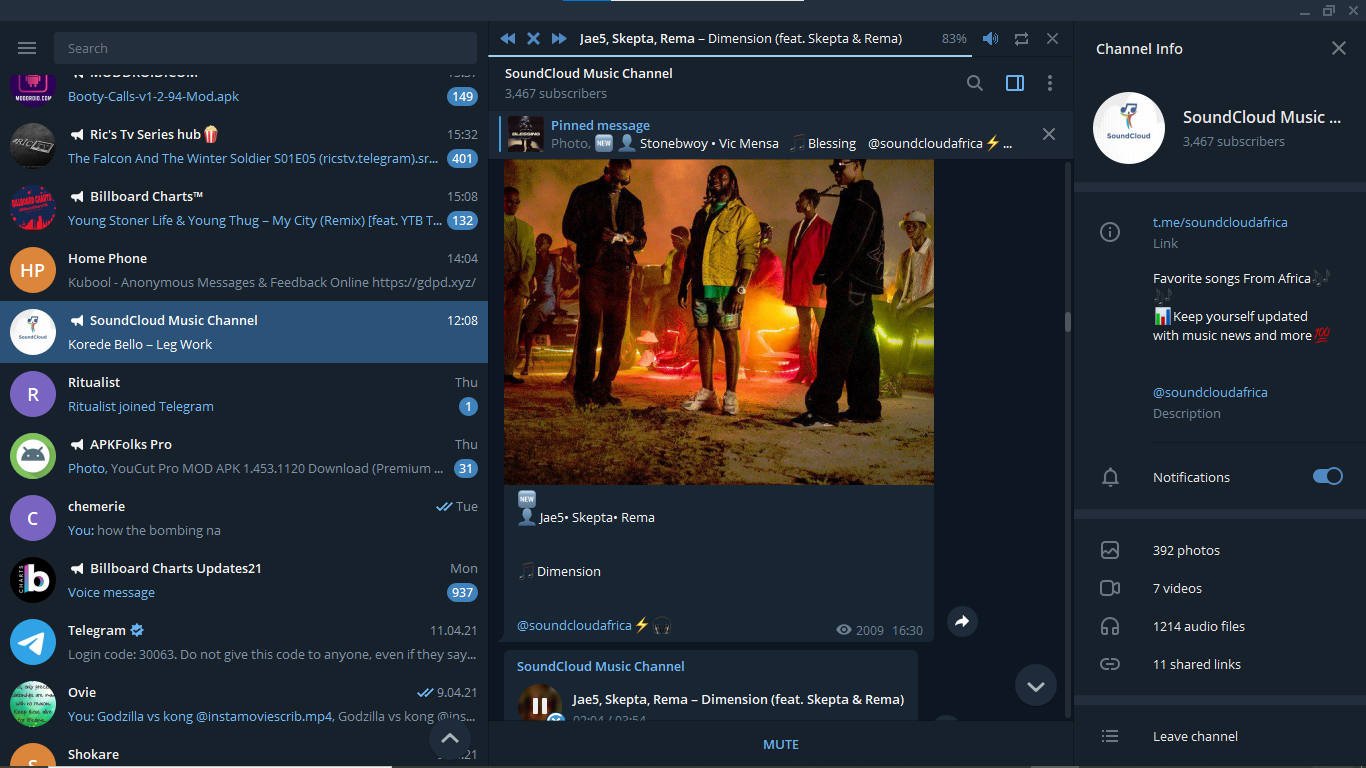 Search
MODDROID.COM
15:37
Booty-Calls-v1-2-94-Mod.apk
149
Ric's Tv Series hub🍿
15:32
The Falcon And The Winter Soldier S01E05 (ricstv.telegram).sr...
401
Billboard Charts™
15:08
Young Stoner Life & Young Thug – My City (Remix) [feat. YTB T...
132
HP
Home Phone
14:04
Kubool - Anonymous Messages & Feedback Online https://gdpd.xyz/
SoundCloud Music Channel
12:08
Korede Bello – Leg Work
R
Ritualist
Thu
Ritualist joined Telegram
1
APKFolks Pro
Thu
Photo, YouCut Pro MOD APK 1.453.1120 Download (Premium ...
31
C
chemerie
Tue
You: how the bombing na
Billboard Charts Updates21
Mon
Voice message
937
Telegram
11.04.21
Login code: 30063. Do not give this code to anyone, even if they say...
Ovie
9.04.21
You: Godzilla vs kong @instamoviescrib.mp4, Godzilla vs kong @ins...
S
Shokare
.21
Jae5, Skepta, Rema – Dimension (feat. Skepta & Rema)
83%
SoundCloud Music Channel
3,467 subscribers
Pinned message
Photo, 🆕 👤 Stonebwoy • Vic Mensa 🎵Blessing @soundcloudafrica⚡...
🆕
👤Jae5• Skepta• Rema
🎵Dimension
@soundcloudafrica⚡🎧
2009 16:30
SoundCloud Music Channel
Jae5, Skepta, Rema – Dimension (feat. Skepta & Rema)
02:04 / 03:54
MUTE
Channel Info
SoundCloud
SoundCloud Music ...
3,467 subscribers
t.me/soundcloudafrica
Link
Favorite songs From Africa🎶
🎶
📊Keep yourself updated
with music news and more💯
@soundcloudafrica
Description
Notifications
392 photos
7 videos
1214 audio files
11 shared links
Leave channel